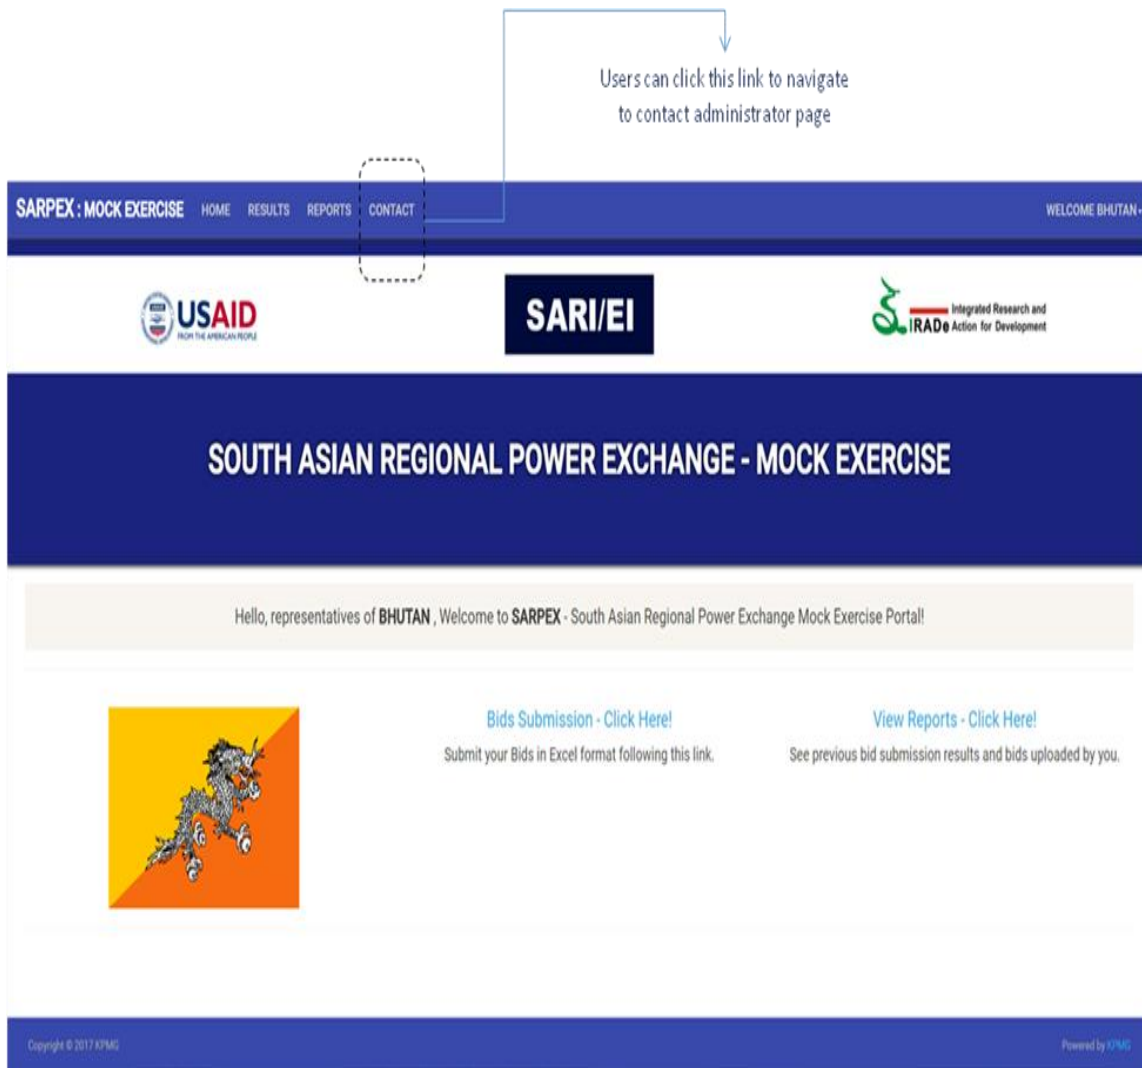 Users can click this link to navigate
to contact administrator page
SARPEX : MOCK EXERCISE HOME RESULTS REPORTS CONTACT WELCOME BHUTAN
USAID
FROM THE AMERICAN PEOPLE
SARI/EI
IRADe Integrated Research and
Action for Development
SOUTH ASIAN REGIONAL POWER EXCHANGE - MOCK EXERCISE
Hello, representatives of BHUTAN , Welcome to SARPEX - South Asian Regional Power Exchange Mock Exercise Portal!
Bids Submission - Click Here!
Submit your Bids in Excel format following this link.
View Reports - Click Here!
See previous bid submission results and bids uploaded by you.
Copyright © 2017 KPMG
Powered by KPMG